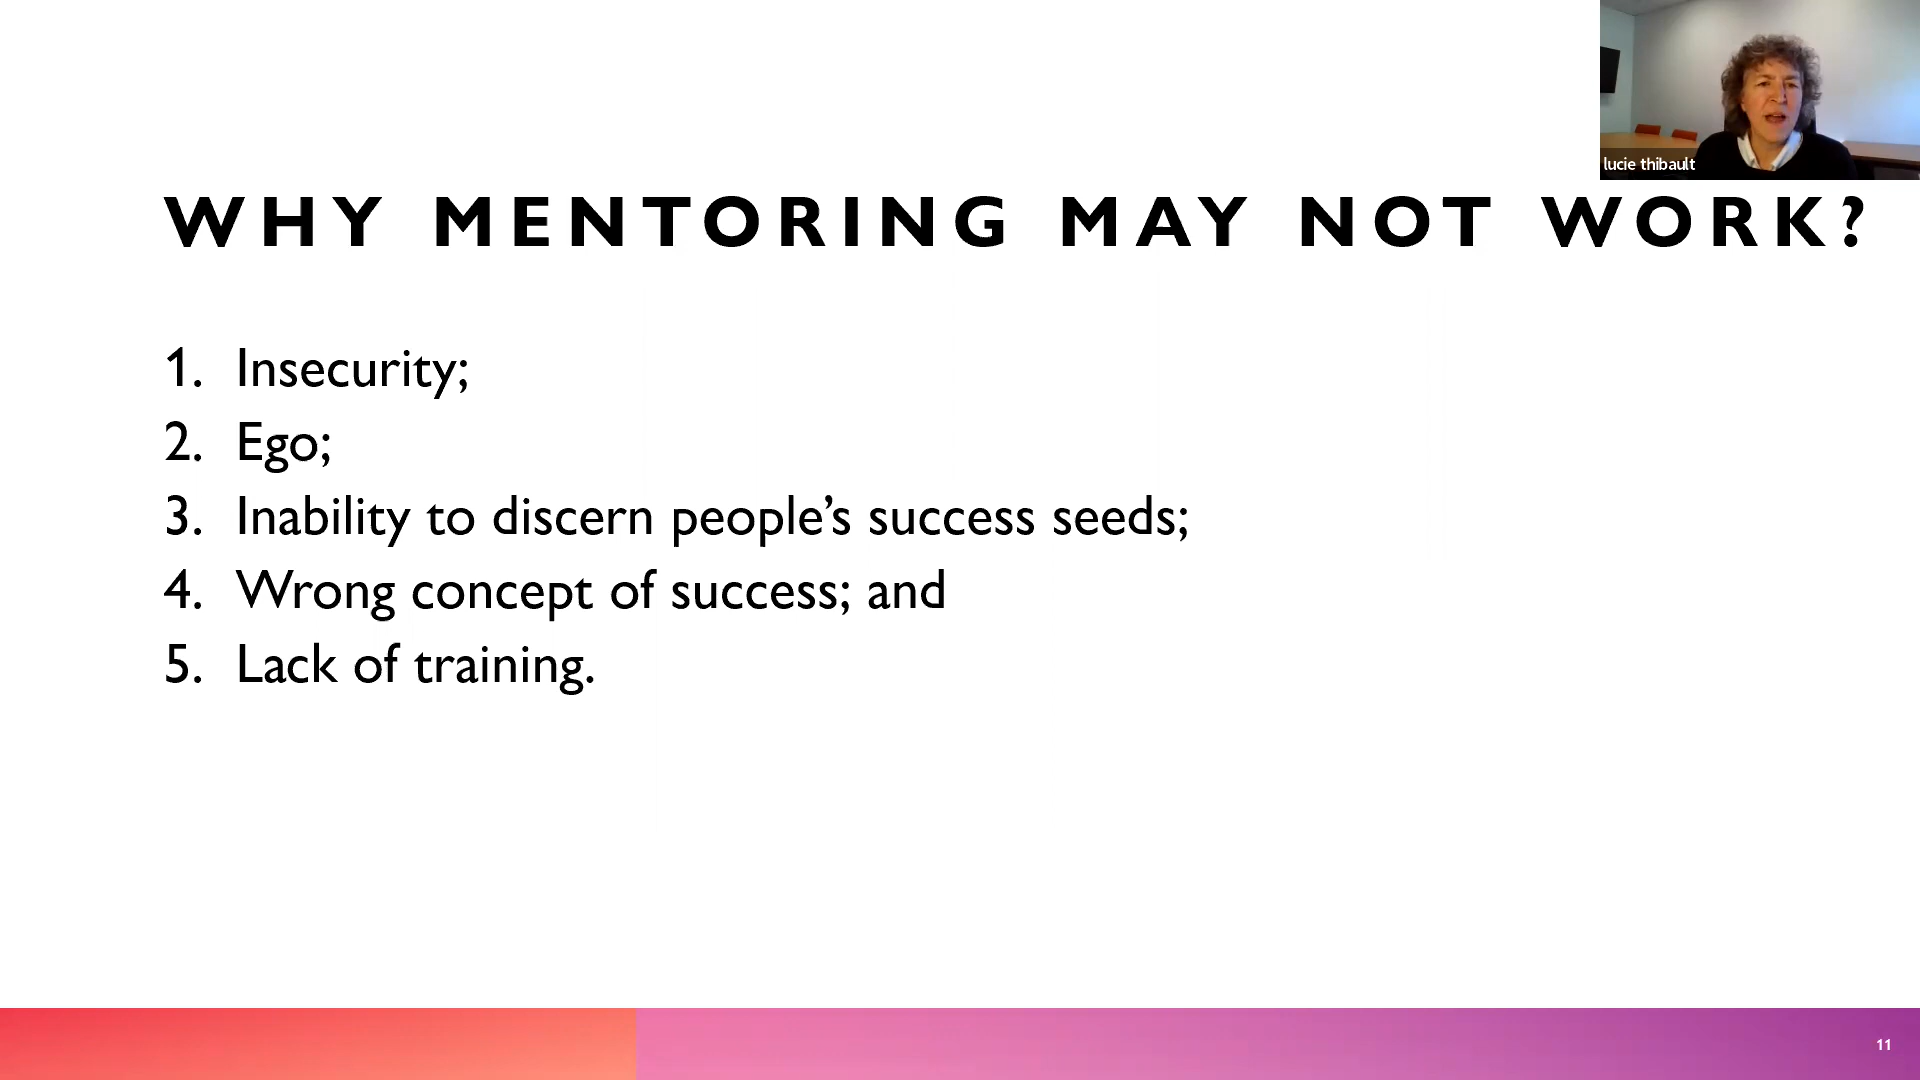 lucie thibault
WHY MENTORING MAY NOT WORK?
1. Insecurity;
2. Ego;
3. Inability to discern people’s success seeds;
4. Wrong concept of success; and
5. Lack of training.
11